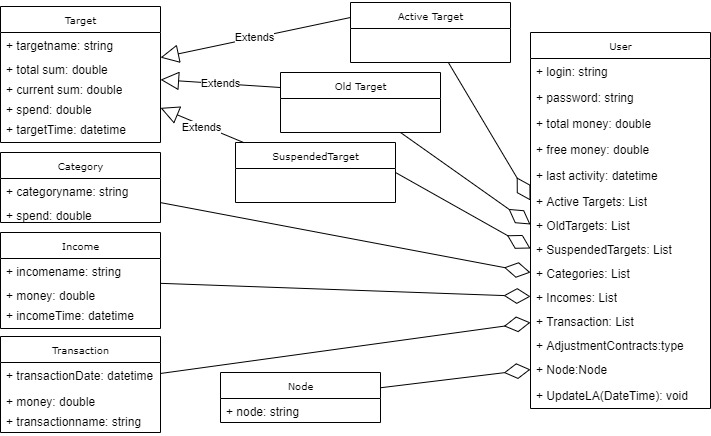 Target
+ targetname: string
+ total sum: double
+ current sum: double
+ spend: double
+ targetTime: datetime
Category
+ categoryname: string
+ spend: double
Income
+ incomename: string
+ money: double
+ incomeTime: datetime
Transaction
+ transactionDate: datetime
+ money: double
+ transactionname: string
Extends
Extends
Extends
Active Target
Old Target
SuspendedTarget
Node
+ node: string
User
+ login: string
+ password: string
+ total money: double
+ free money: double
+ last activity: datetime
+ Active Targets: List
+ OldTargets: List
+ SuspendedTargets: List
+ Categories: List
+ Incomes: List
+ Transaction: List
+ AdjustmentContracts:type
+ Node:Node
+ UpdateLA(DateTime): void